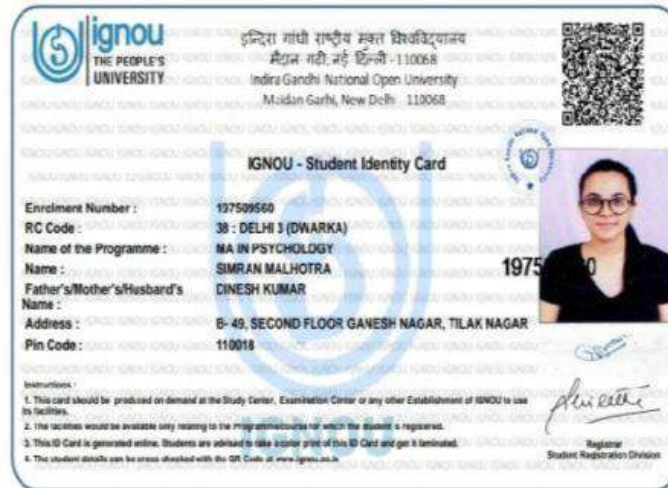 ignou
THE PEOPLE'S
UNIVERSITY
इन्दिरा गांधी राष्ट्रीय मुक्त विश्वविद्यालय
मैदान गढ़ी, नई दिल्ली -110068
Indira Gandhi National Open University
Maidan Garhi, New Delhi 110068
IGNOU - Student Identity Card
Enrolment Number :
RC Code : 38 : DELHI 3 (DWARKA)
Name of the Programme : MA IN PSYCHOLOGY
Name : SIMRAN MALHOTRA
1975
0
Father's/Mother's/Husband's DINESH KUMAR
Name :
Address : B- 49, SECOND FLOOR GANESH NAGAR, TILAK NAGAR
Pin Code : 110018
Instructions :
1. This card should be produced on demand at the Study Center, Examination Center or any other Establishment of IGNOU to use
its facilities.
2. The facilities would be available only relating to the Programme/course for which the student is registered.
3. This ID Card is generated online. Students are advised to take a color print of this ID Card and get it laminated.
4. The student details can be cross checked with the QR Code at www.ignou.ac.in
Registrar
Student Registration Division